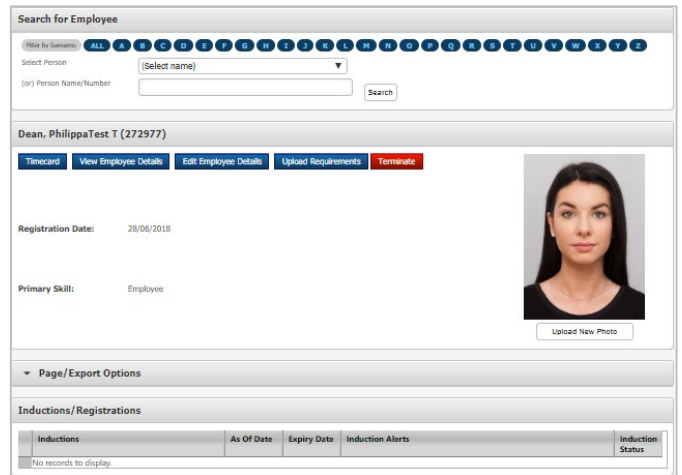 Search for Employee
Filter by Surname: ALL A B C D E F G H I J K L M N O P Q R S T U V W X Y Z
Select Person (Select name)
(or) Person Name/Number Search
Dean, PhilippaTest T (272977)
Timecard View Employee Details Edit Employee Details Upload Requirements Terminate
Registration Date: 28/06/2018
Primary Skill: Employee
Upload New Photo
Page/Export Options
Inductions/Registrations
Inductions As Of Date Expiry Date Induction Alerts Induction
Status
No records to display.